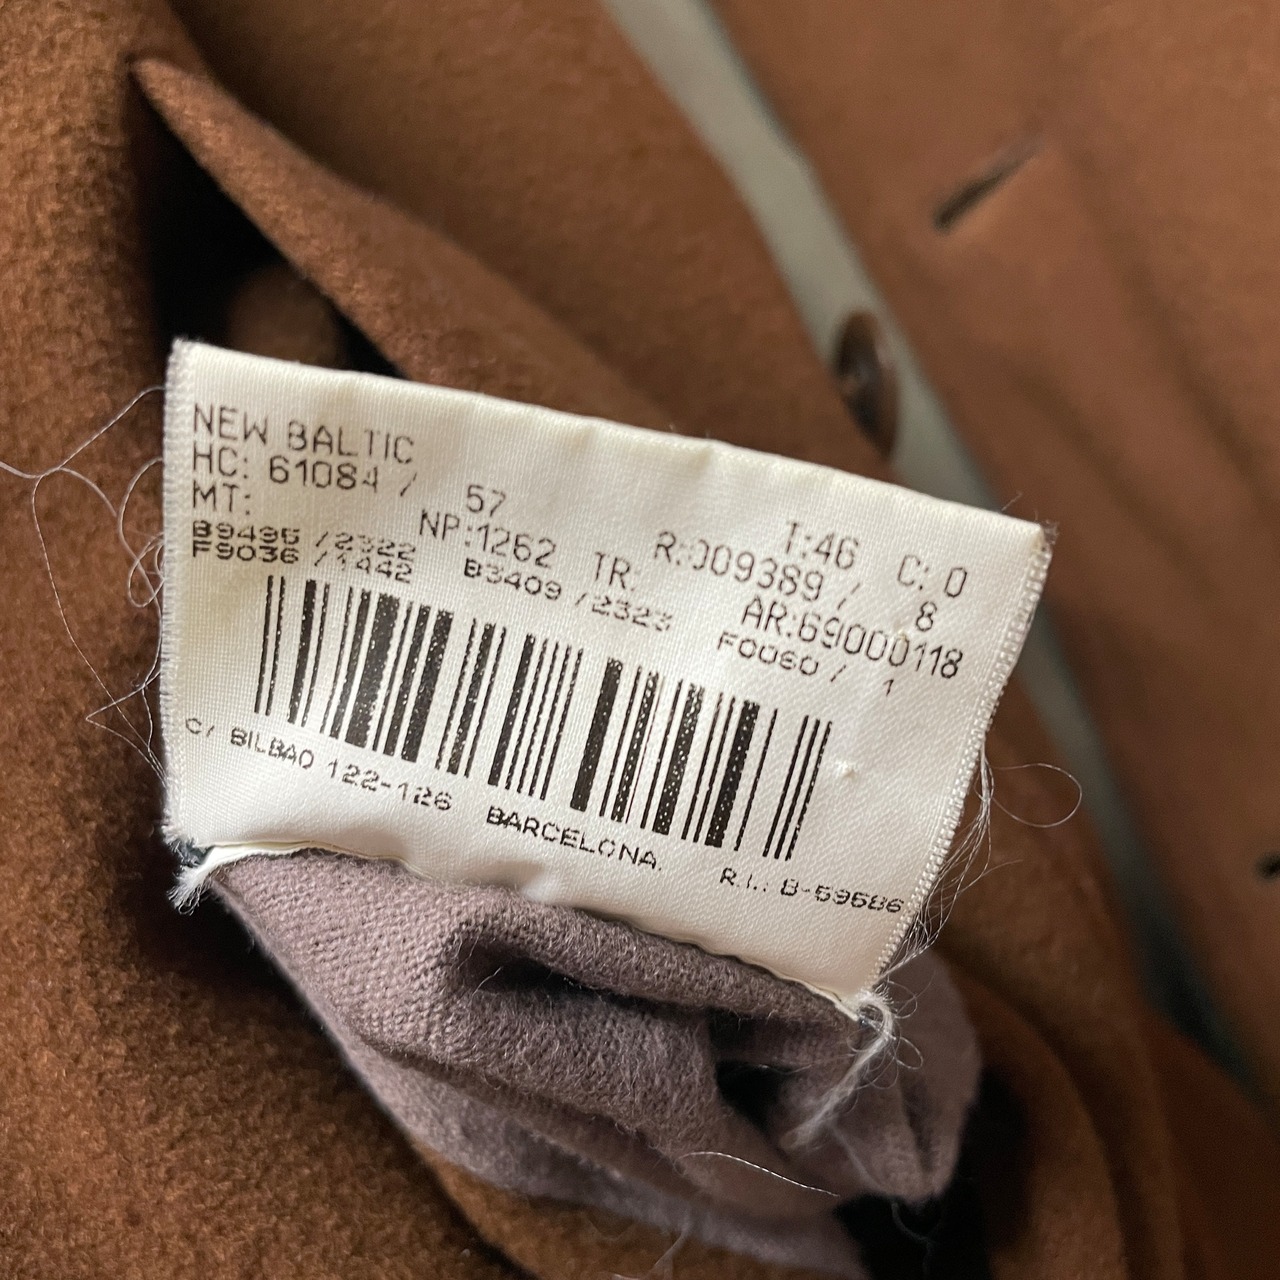 NEW BALTIC T:46 C: 0
HC: 61084 / 57 R:009389 / 8
MT: NP:1262 TR: AR:69000118
B9495 /2322 B3409 /2323 F0060 / 1
F9036 /1442
C/ BILBAO 122-126 BARCELONA. R.I.: B-59586